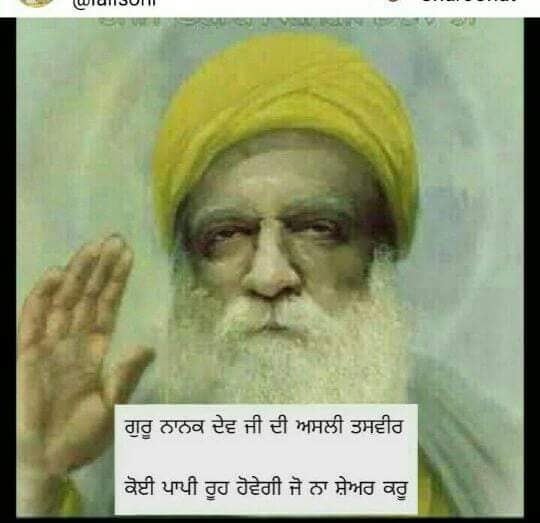 ਗੁਰੂ ਨਾਨਕ ਦੇਵ ਜੀ ਦੀ ਅਸਲੀ ਤਸਵੀਰ
ਕੋਈ ਪਾਪੀ ਰੂਹ ਹੋਵੇਗੀ ਜੋ ਨਾ ਸ਼ੇਅਰ ਕਰੂ